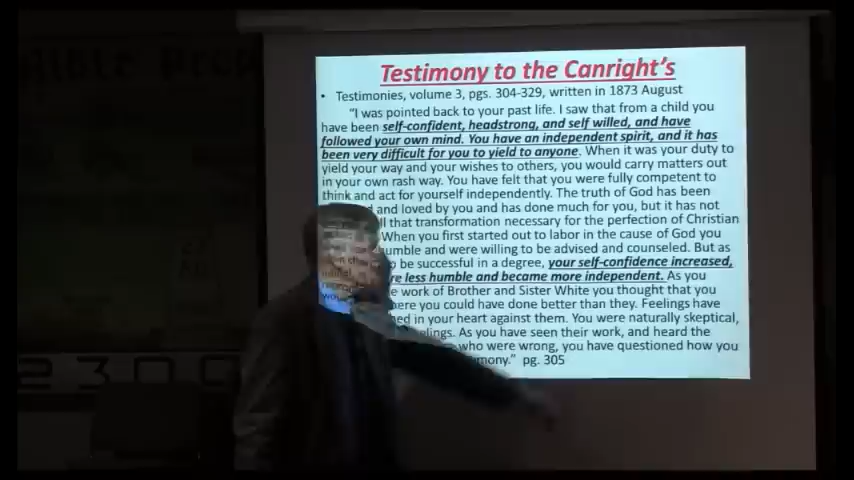 Testimony to the Canright's
• Testimonies, volume 3, pgs. 304-329, written in 1873 August
"I was pointed back to your past life. I saw that from a child you
have been self-confident, headstrong, and self willed, and have
followed your own mind. You have an independent spirit, and it has
been very difficult for you to yield to anyone. When it was your duty to
yield your way and your wishes to others, you would carry matters out
in your own rash way. You have felt that you were fully competent to
think and act for yourself independently. The truth of God has been
and loved by you and has done much for you, but it has not
all that transformation necessary for the perfection of Christian
When you first started out to labor in the cause of God you
humble and were willing to be advised and counseled. But as
be successful in a degree, your self-confidence increased,
less humble and became more independent. As you
work of Brother and Sister White you thought that you
could have done better than they. Feelings have
in your heart against them. You were naturally skeptical,
As you have seen their work, and heard the
who were wrong, you have questioned how you
pg. 305
2300